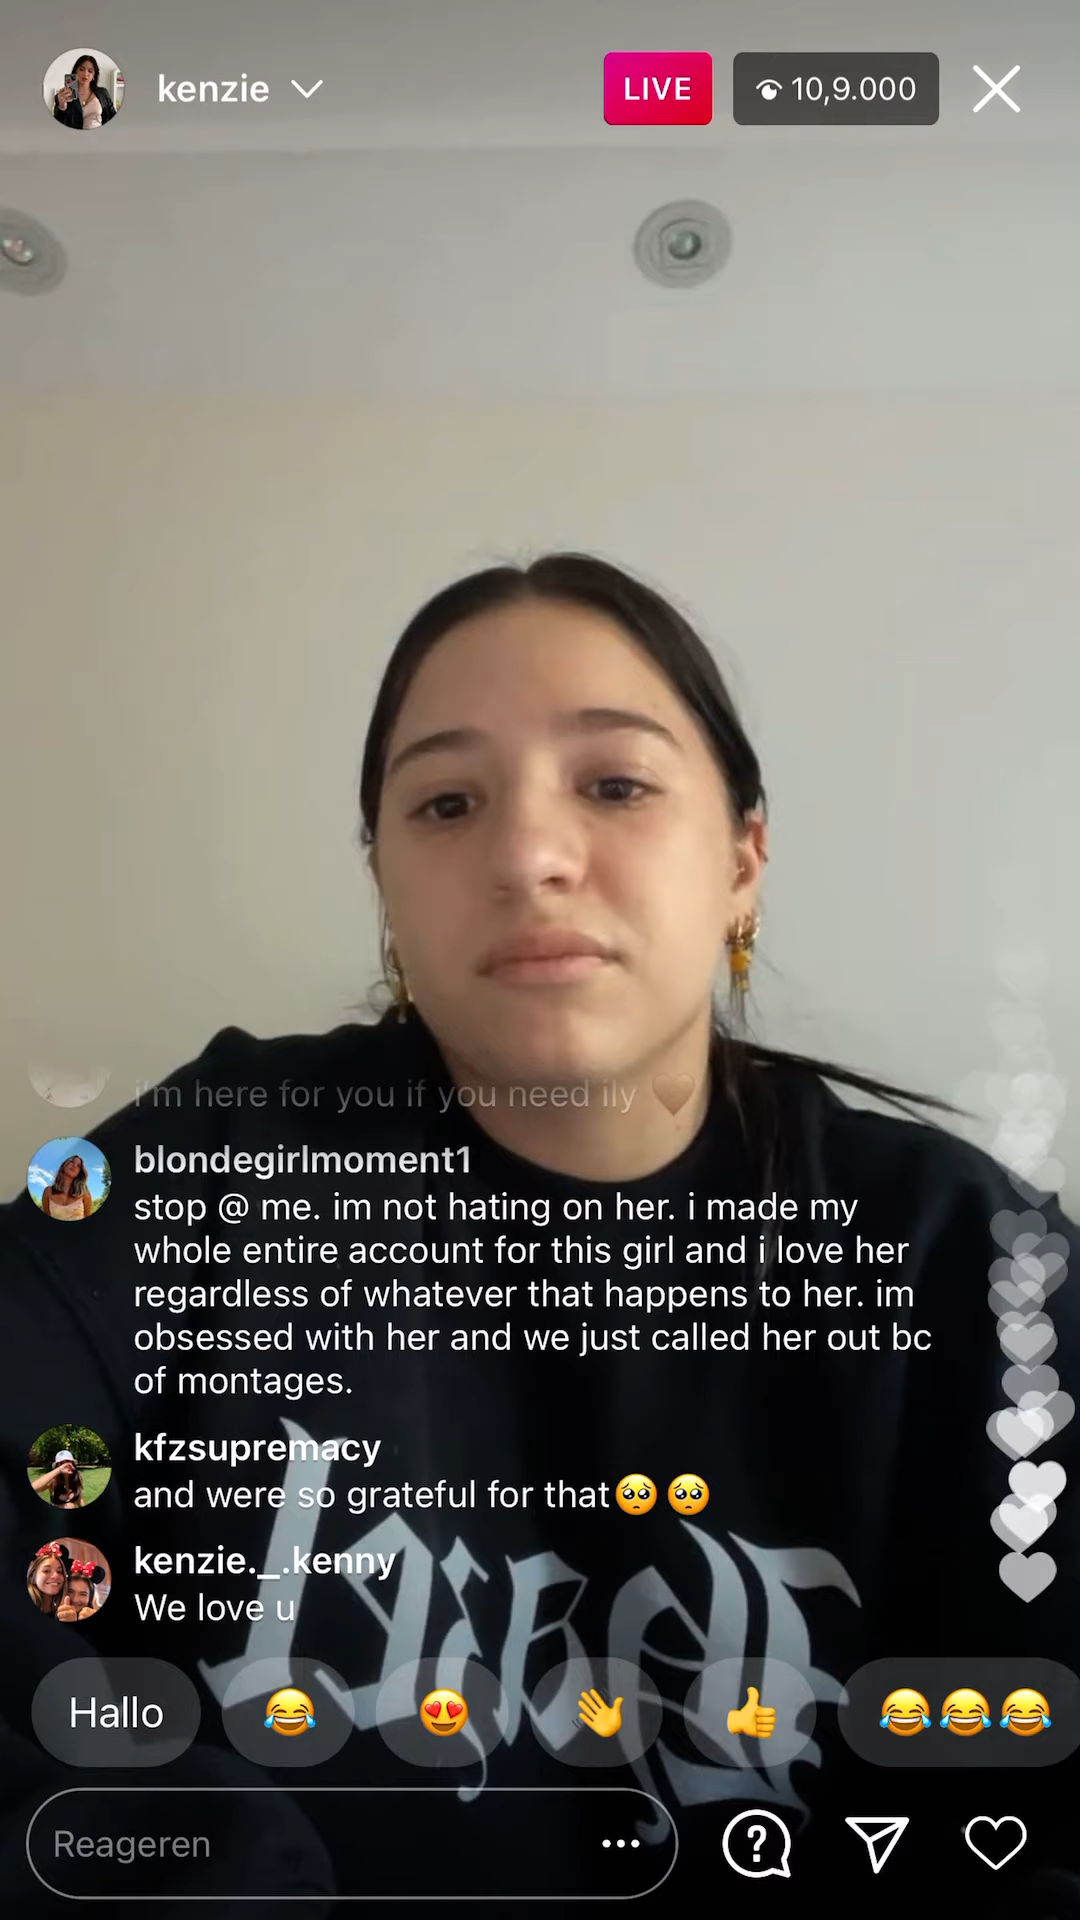 kenzie
LIVE
10,9.000
i'm here for you if you need ily 🤎
blondegirlmoment1
stop @ me. im not hating on her. i made my
whole entire account for this girl and i love her
regardless of whatever that happens to her. im
obsessed with her and we just called her out bc
of montages.
kfzsupremacy
and were so grateful for that🥺 🥺
kenzie._.kenny
We love u
Hallo 😂 😍 👋 👍 😂 😂 😂
Reageren